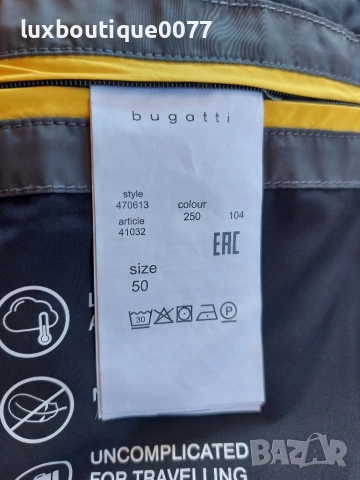 luxboutique0077
bugatti
style colour
470613 250 104
article
41032
EAC
size
50
30 P
UNCOMPLICATED
FOR TRAVELLING
BAZAR